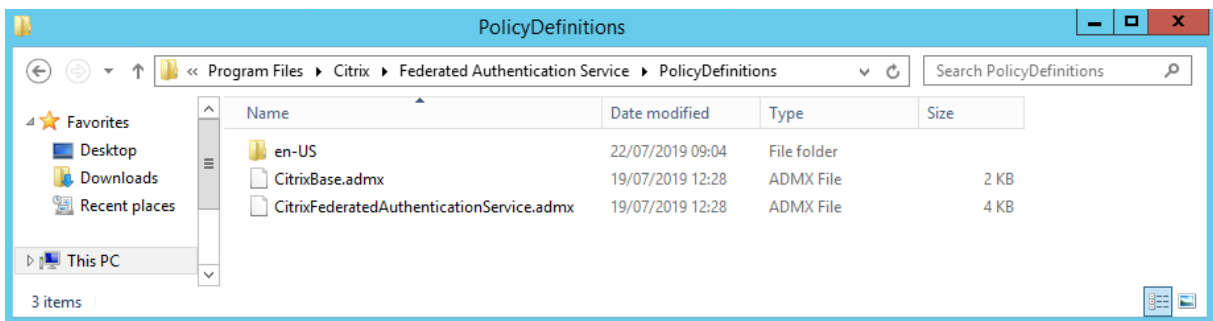 PolicyDefinitions
« Program Files Citrix Federated Authentication Service PolicyDefinitions Search PolicyDefinitions
Favorites
Desktop
Downloads
Recent places
This PC
Name Date modified Type Size
en-US 22/07/2019 09:04 File folder
CitrixBase.admx 19/07/2019 12:28 ADMX File 2 KB
CitrixFederatedAuthenticationService.admx 19/07/2019 12:28 ADMX File 4 KB
3 items